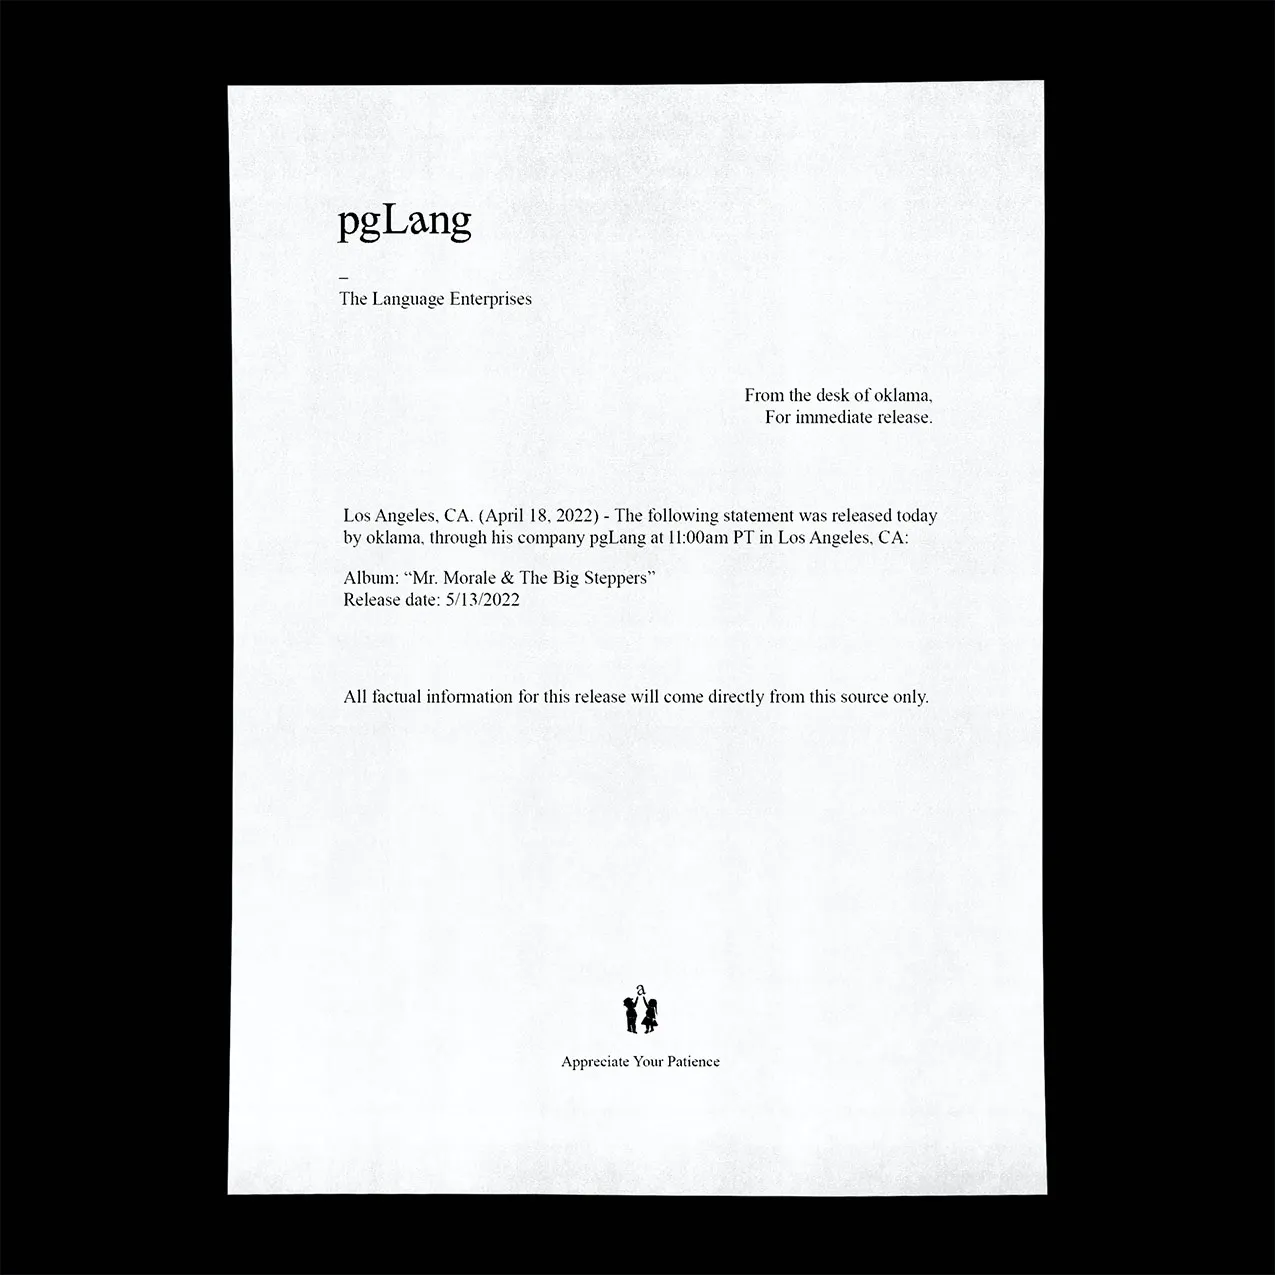 pgLang
–
The Language Enterprises
From the desk of oklama,
For immediate release.
Los Angeles, CA. (April 18, 2022) - The following statement was released today
by oklama, through his company pgLang at 11:00am PT in Los Angeles, CA:
Album: “Mr. Morale & The Big Steppers”
Release date: 5/13/2022
All factual information for this release will come directly from this source only.
a
Appreciate Your Patience